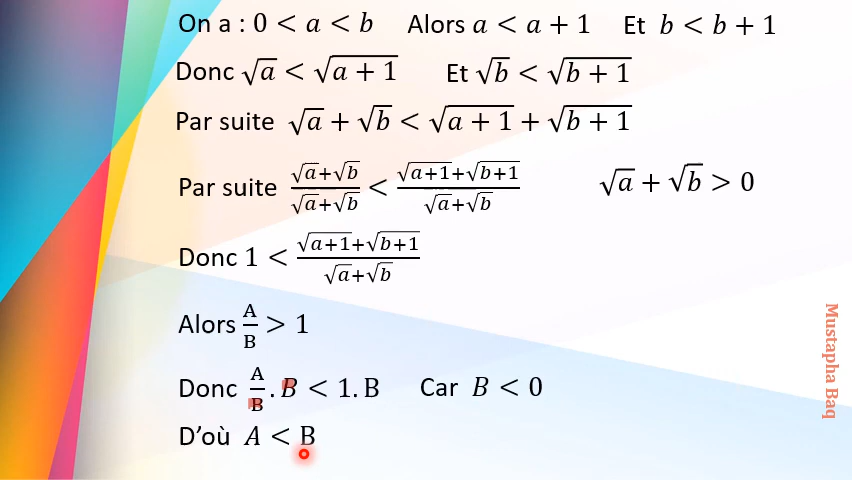 On a : 0 < a < b Alors a < a + 1 Et b < b + 1
Donc √a < √(a + 1) Et √b < √(b + 1)
Par suite √a + √b < √(a + 1) + √(b + 1)
Par suite (√a+√b)/(√a+√b) < (√(a+1)+√(b+1))/(√a+√b) √a + √b > 0
Donc 1 < (√(a+1)+√(b+1))/(√a+√b)
Alors A/B > 1
Donc A/B . B < 1. B Car B < 0
D’où A < B
Mustapha Baq